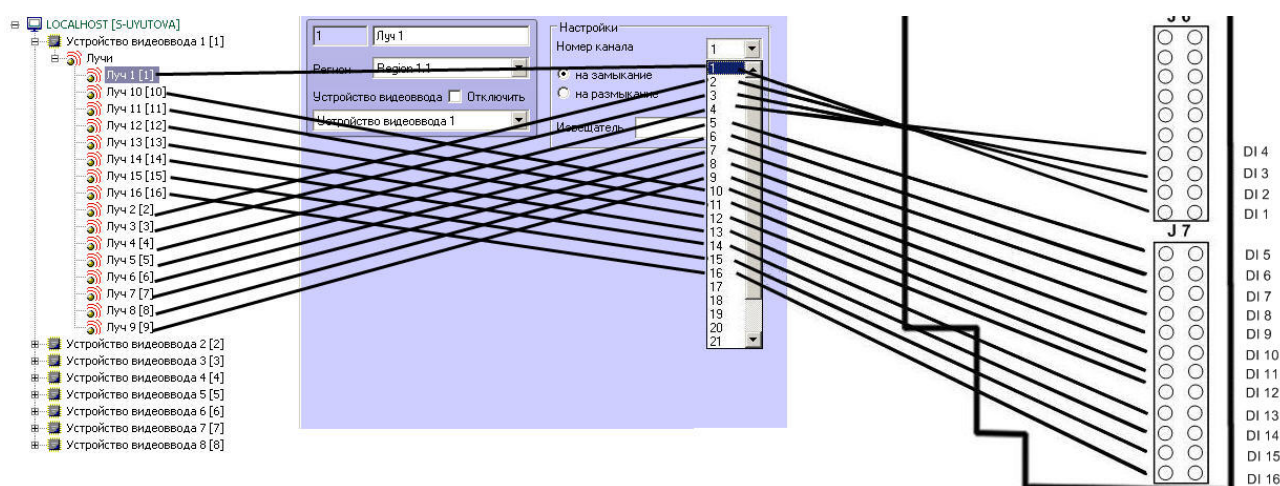 LOCALHOST [S-UYUTOVA]
Устройство видеоввода 1 [1]
Лучи
Луч 1 [1]
Луч 10 [10]
Луч 11 [11]
Луч 12 [12]
Луч 13 [13]
Луч 14 [14]
Луч 15 [15]
Луч 16 [16]
Луч 2 [2]
Луч 3 [3]
Луч 4 [4]
Луч 5 [5]
Луч 6 [6]
Луч 7 [7]
Луч 8 [8]
Луч 9 [9]
Устройство видеоввода 2 [2]
Устройство видеоввода 3 [3]
Устройство видеоввода 4 [4]
Устройство видеоввода 5 [5]
Устройство видеоввода 6 [6]
Устройство видеоввода 7 [7]
Устройство видеоввода 8 [8]
1
Луч 1
Регион
Region 1.1
Устройство видеоввода
Отключить
Устройство видеоввода 1
Настройки
Номер канала
1
на замыкание
на размыкание
Извещатель
1
2
3
4
5
6
7
8
9
10
11
12
13
14
15
16
17
18
19
20
21
J 6
DI 4
DI 3
DI 2
DI 1
J 7
DI 5
DI 6
DI 7
DI 8
DI 9
DI 10
DI 11
DI 12
DI 13
DI 14
DI 15
DI 16